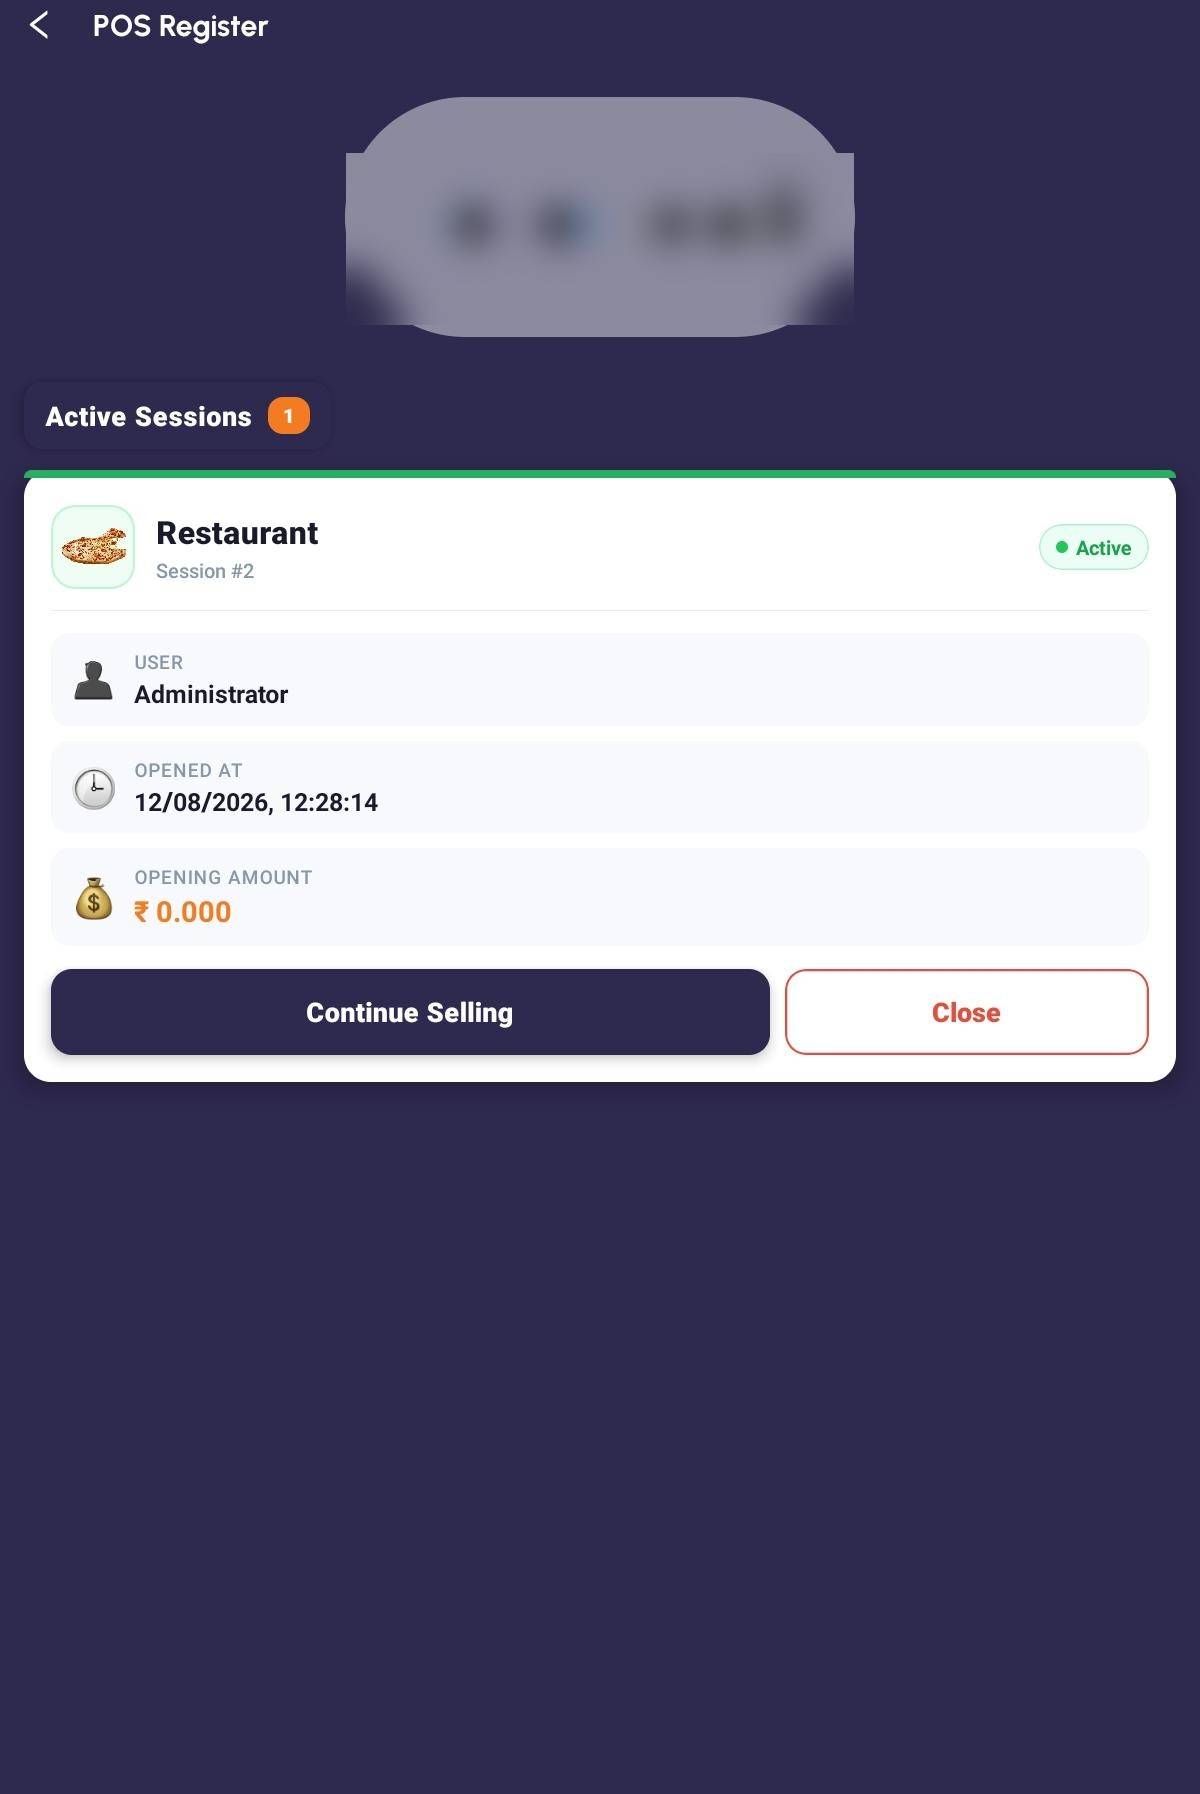 POS Register
Active Sessions 1
Restaurant
Session #2
Active
USER
Administrator
OPENED AT
12/08/2026, 12:28:14
OPENING AMOUNT
₹ 0.000
Continue Selling
Close